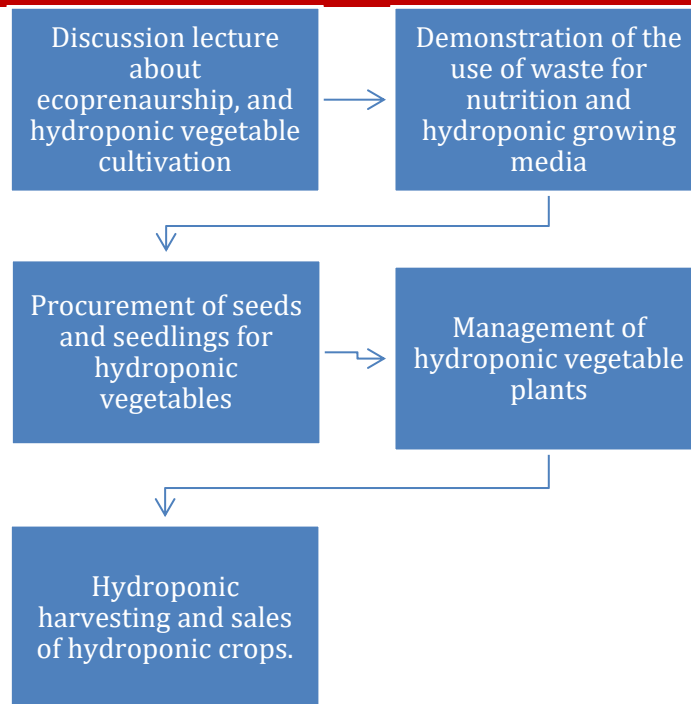 Discussion lecture
about
ecoprenaurship, and
hydroponic vegetable
cultivation
Demonstration of the
use of waste for
nutrition and
hydroponic growing
media
Procurement of seeds
and seedlings for
hydroponic
vegetables
Management of
hydroponic vegetable
plants
Hydroponic
harvesting and sales
of hydroponic crops.